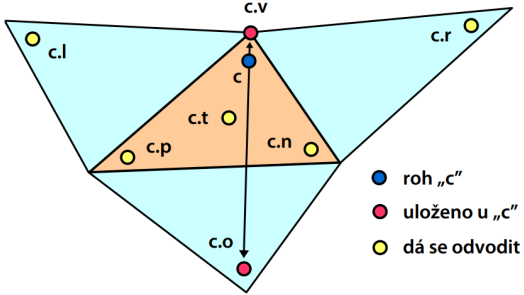 c.v
c.l
c.r
c
c.t
c.p
c.n
c.o
roh „c”
uloženo u „c”
dá se odvodit